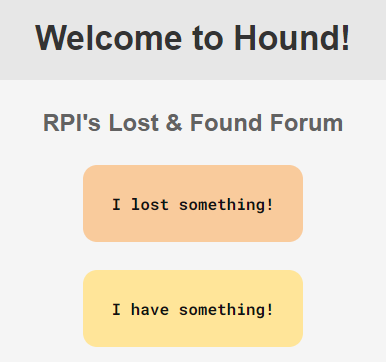 Welcome to Hound!
RPI's Lost & Found Forum
I lost something!
I have something!